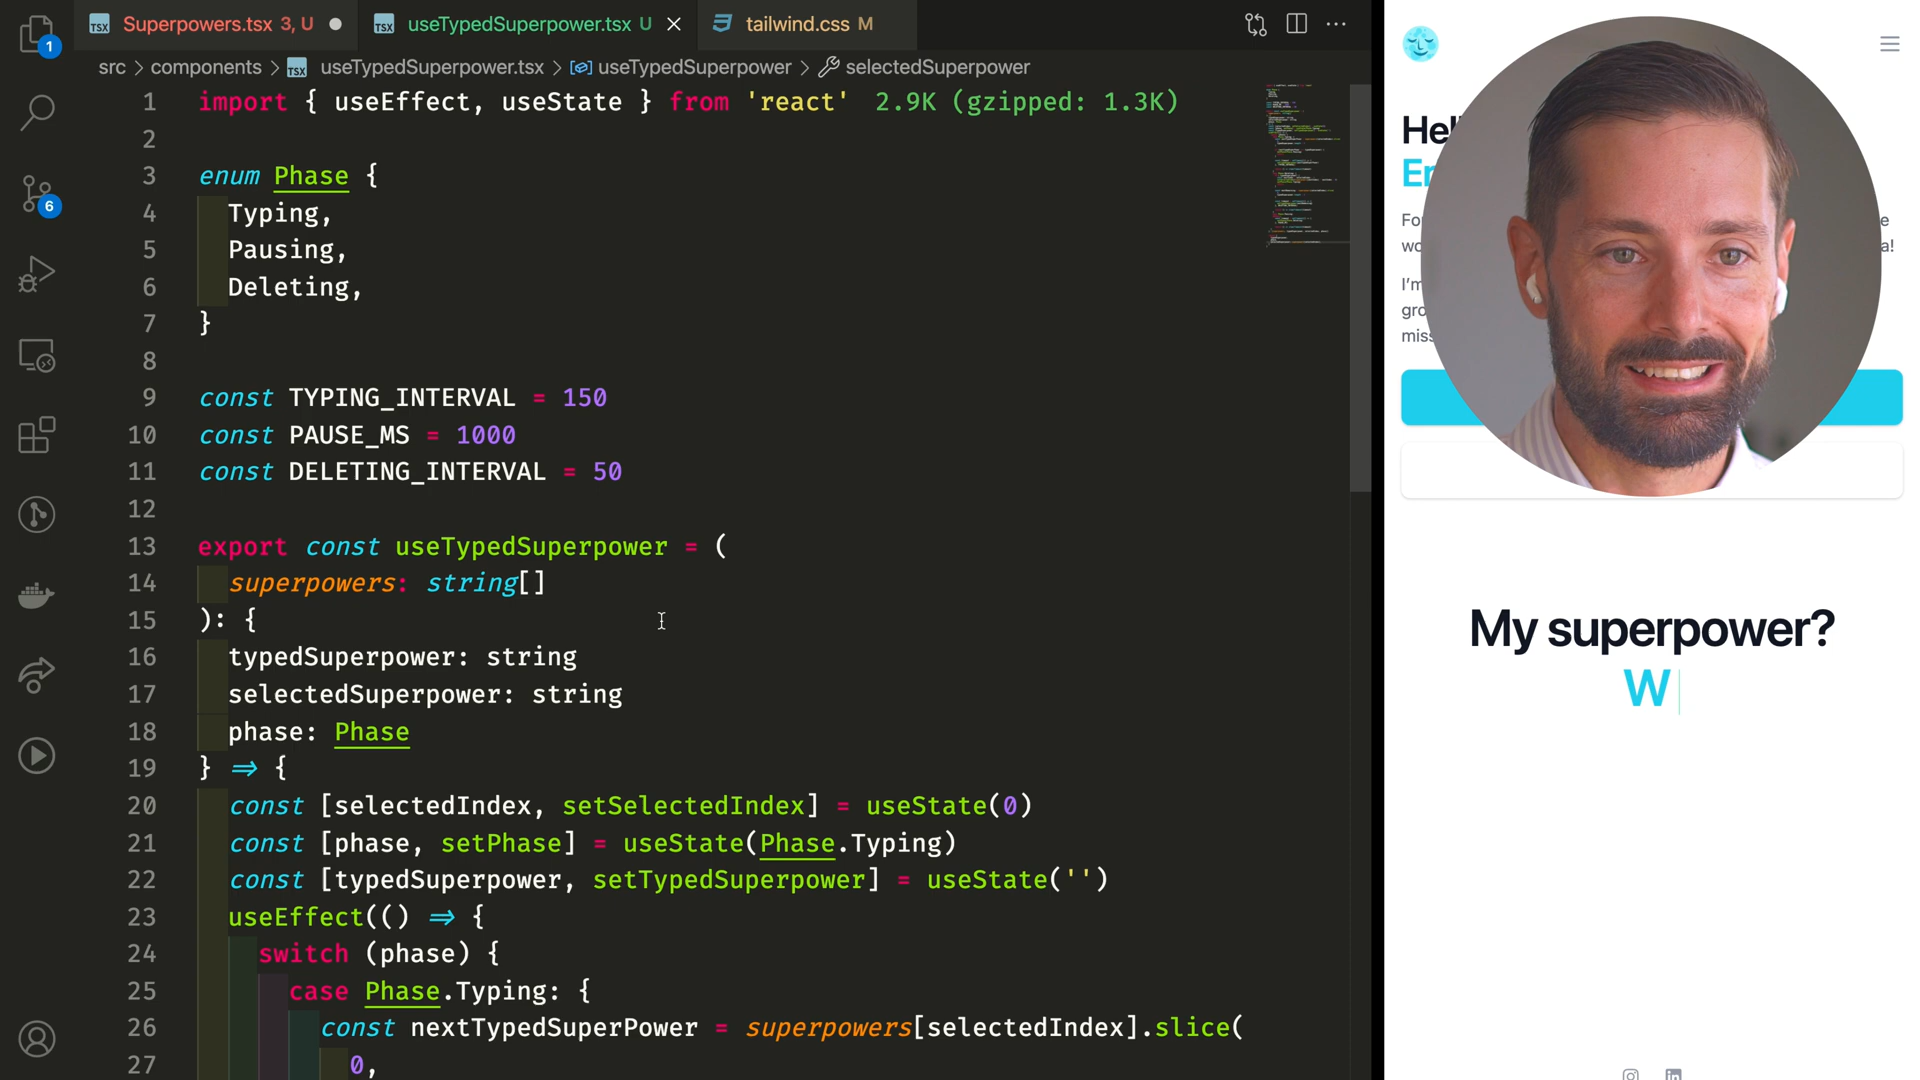 Superpowers.tsx 3, U
useTypedSuperpower.tsx U
tailwind.css M
src > components > useTypedSuperpower.tsx > useTypedSuperpower > selectedSuperpower
1 import { useEffect, useState } from 'react' 2.9K (gzipped: 1.3K)
2
3 enum Phase {
4 Typing,
5 Pausing,
6 Deleting,
7 }
8
9 const TYPING_INTERVAL = 150
10 const PAUSE_MS = 1000
11 const DELETING_INTERVAL = 50
12
13 export const useTypedSuperpower = (
14 superpowers: string[]
15 ): {
16 typedSuperpower: string
17 selectedSuperpower: string
18 phase: Phase
19 } => {
20 const [selectedIndex, setSelectedIndex] = useState(0)
21 const [phase, setPhase] = useState(Phase.Typing)
22 const [typedSuperpower, setTypedSuperpower] = useState('')
23 useEffect(() => {
24 switch (phase) {
25 case Phase.Typing: {
26 const nextTypedSuperPower = superpowers[selectedIndex].slice(
27 0,
1
6
My superpower?
W